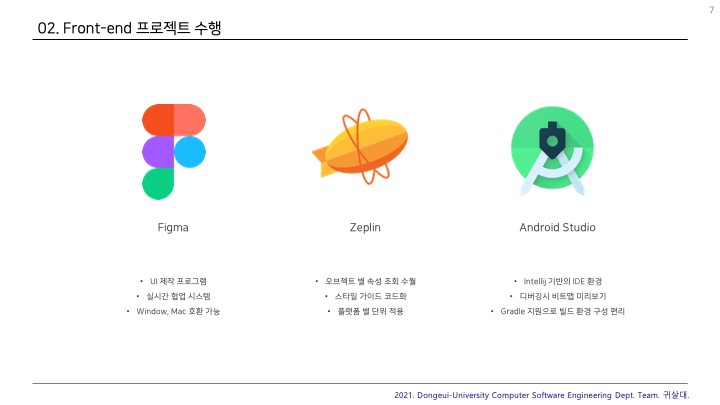 7
02. Front-end 프로젝트 수행
Figma
Zeplin
Android Studio
• UI 제작 프로그램
• 실시간 협업 시스템
• Window, Mac 호환 가능
• 오브젝트 별 속성 조회 수월
• 스타일 가이드 코드화
• 플랫폼 별 단위 적용
• Intellij 기반의 IDE 환경
• 디버깅시 비트맵 미리보기
• Gradle 지원으로 빌드 환경 구성 편리
2021. Dongeui-University Computer Software Engineering Dept. Team. 귀살대.